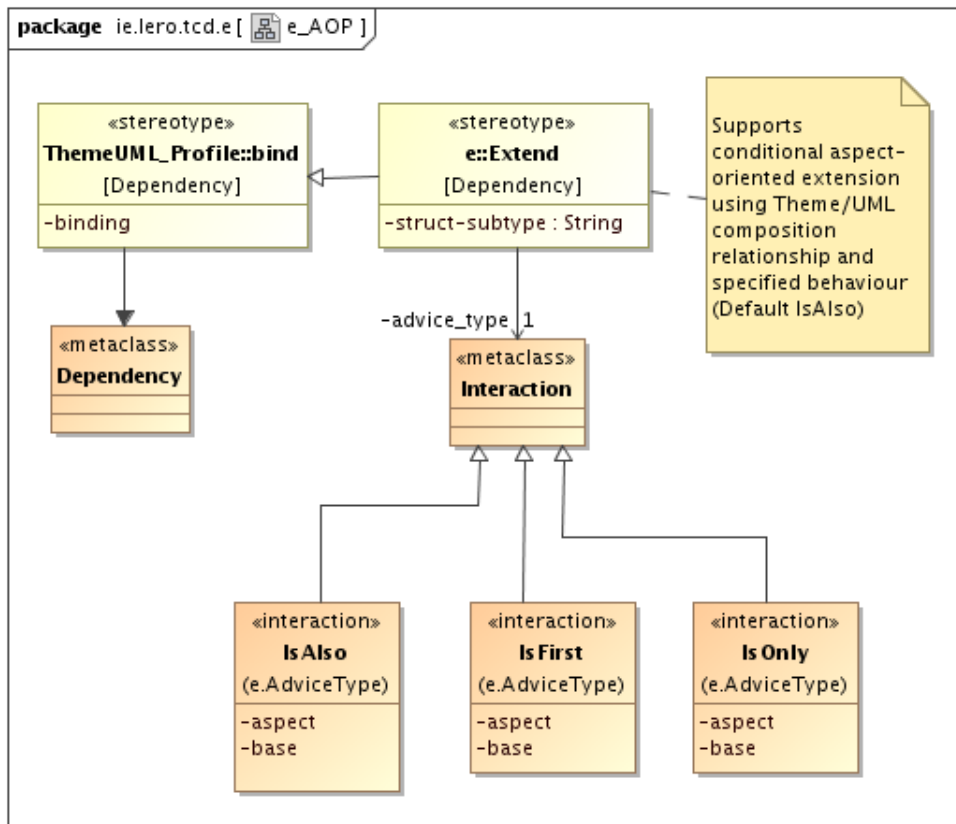 package ie.lero.tcd.e [ e_AOP ]
«stereotype»
ThemeUML_Profile::bind
[Dependency]
-binding
«stereotype»
e::Extend
[Dependency]
-struct-subtype : String
Supports
conditional aspect-
oriented extension
using Theme/UML
composition
relationship and
specified behaviour
(Default IsAlso)
-advice_type 1
«metaclass»
Dependency
«metaclass»
Interaction
«interaction»
IsAlso
(e.AdviceType)
-aspect
-base
«interaction»
IsFirst
(e.AdviceType)
-aspect
-base
«interaction»
IsOnly
(e.AdviceType)
-aspect
-base